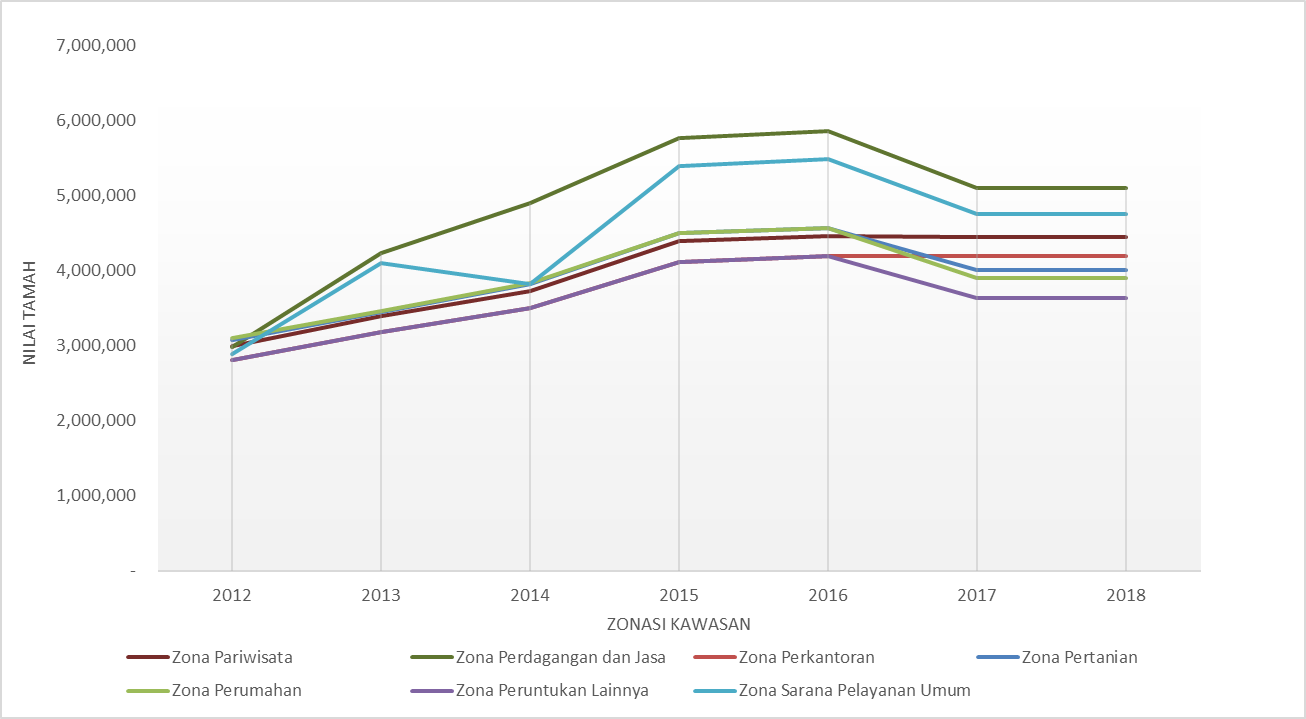 7,000,000
6,000,000
5,000,000
4,000,000
3,000,000
2,000,000
1,000,000
-
NILAI TAMAH
2012 2013 2014 2015 2016 2017 2018
ZONASI KAWASAN
Zona Pariwisata Zona Perdagangan dan Jasa Zona Perkantoran Zona Pertanian
Zona Perumahan Zona Peruntukan Lainnya Zona Sarana Pelayanan Umum